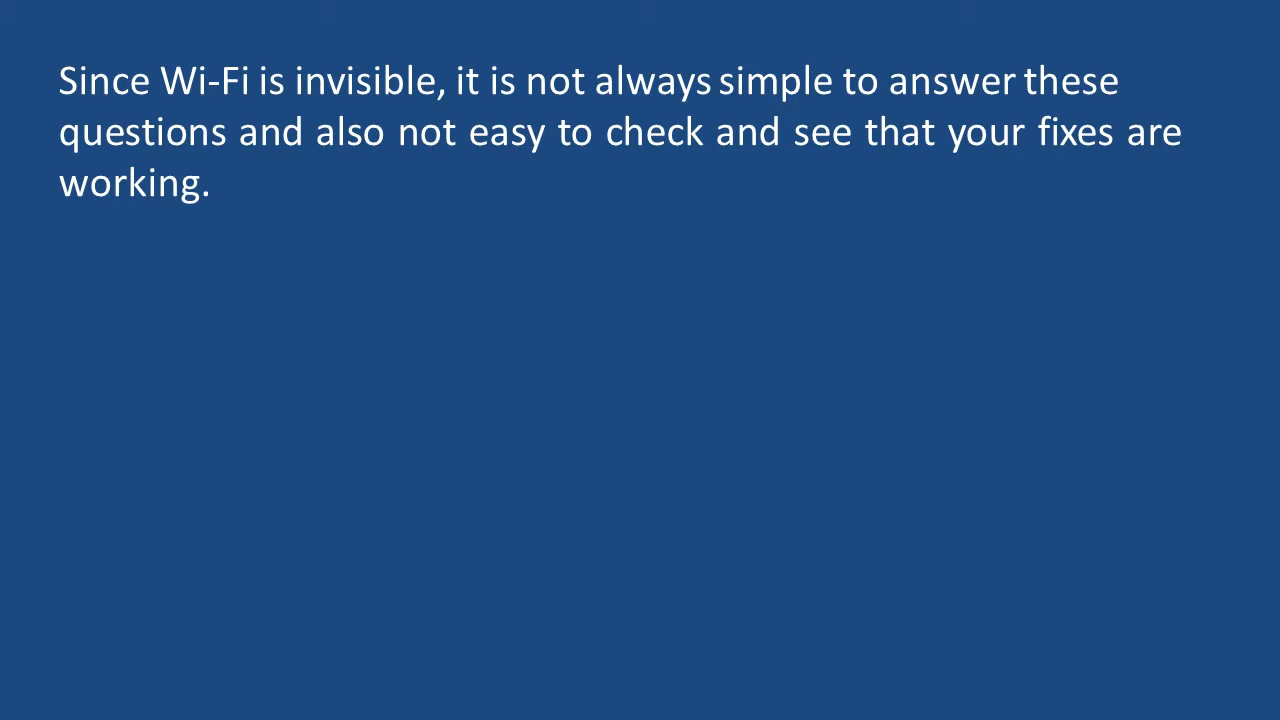 Since Wi-Fi is invisible, it is not always simple to answer these
questions and also not easy to check and see that your fixes are
working.